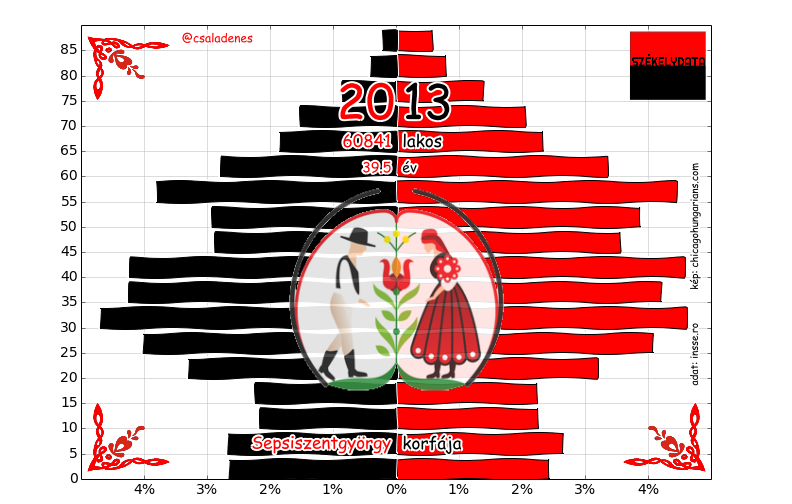 @csaladenes
SZÉKELYDATA
2013
60841 lakos
39.5 év
kép: chicagohungarians.com
adat: insse.ro
Sepsiszentgyörgy korfája
85
80
75
70
65
60
55
50
45
40
35
30
25
20
15
10
5
0
4% 3% 2% 1% 0% 1% 2% 3% 4%